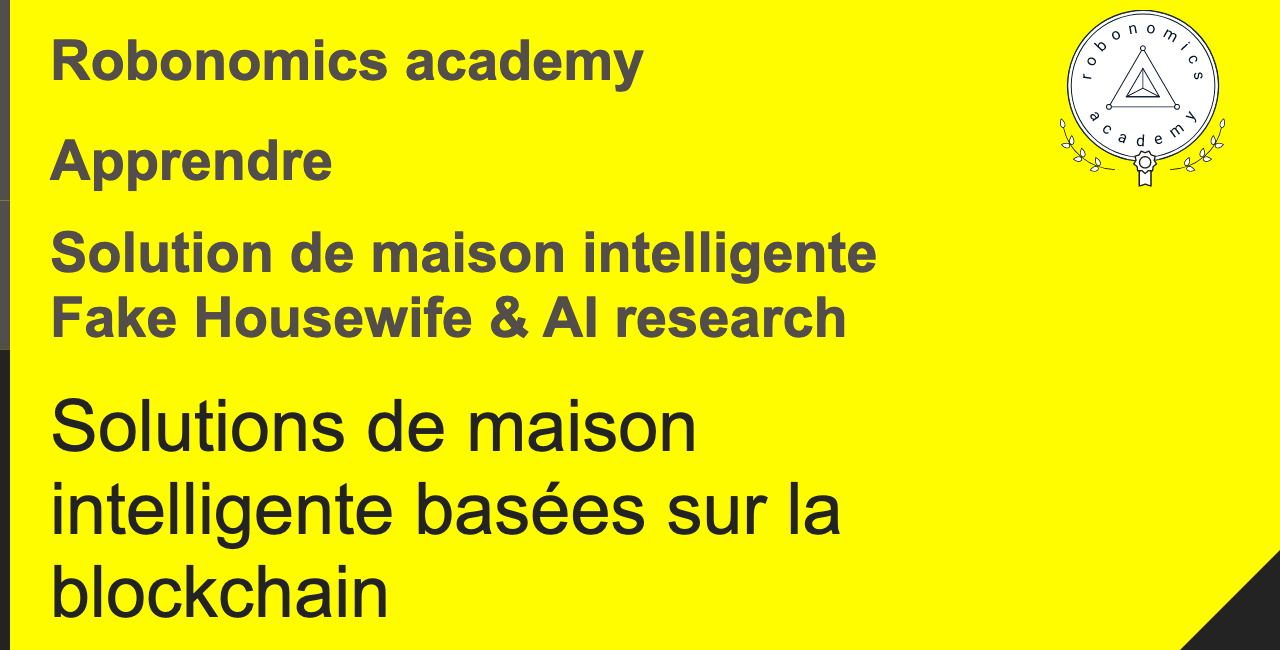 Robonomics academy
robonomics
academy
Apprendre
Solution de maison intelligente
Fake Housewife & AI research
Solutions de maison
intelligente basées sur la
blockchain